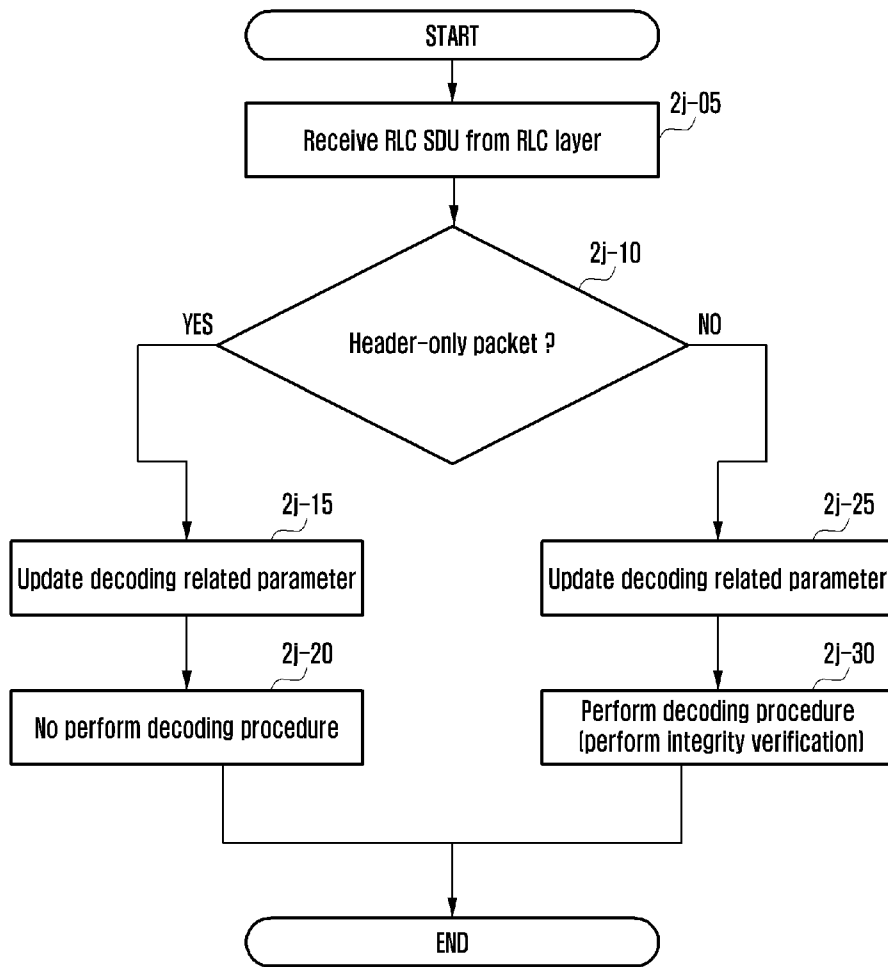 START
2j-05
Receive RLC SDU from RLC layer
2j-10
YES
Header-only packet ?
NO
2j-15
Update decoding related parameter
2j-25
Update decoding related parameter
2j-20
No perform decoding procedure
2j-30
Perform decoding procedure
(perform integrity verification)
END